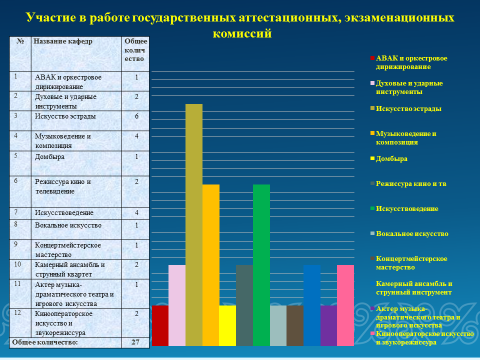 Участие в работе государственных аттестационных, экзаменационных
комиссий
№ Название кафедр Общее
колич
ество
1 АВАК и оркестровое
дирижирование 1
2 Духовые и ударные
инструменты 2
3 Искусство эстрады 6
4 Музыковедение и
композиция 4
5 Домбыра 1
6 Режиссура кино и
телевидение 2
7 Искусствоведение 4
8 Вокальное искусство 1
9 Концертмейстерское
мастерство 1
10 Камерный ансамбль и
струнный квартет 2
11 Актер музыка-
драматического театра и
игрового искусства 1
12 Кинооператорское
искусство и
звукорежиссура 2
Общее количество: 27
АВАК и оркестровое
дирижирование
Духовые и ударные
инструменты
Искусство эстрады
Музыковедение и
композиция
Домбыра
Режиссура кино и тв
Искусствоведение
Вокальное искусство
Концертмейстерское
мастерство
Камерный ансамбль и
струнный инструмент
Актер музыка-
драматического театра и
игрового искусства
Кинооператорское искусство
и звукорежиссура